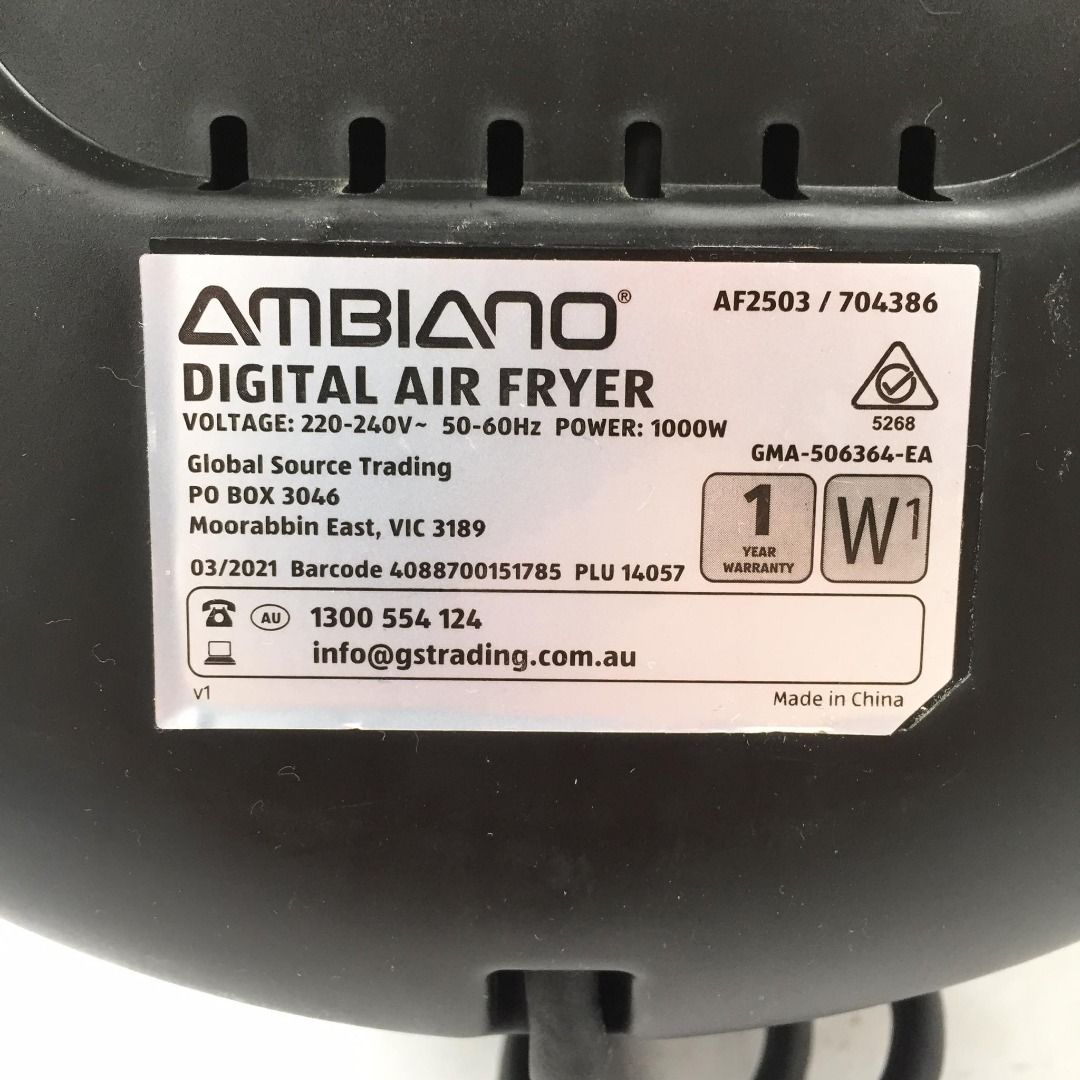 AMBIANO®
AF2503 / 704386
DIGITAL AIR FRYER
VOLTAGE: 220-240V~ 50-60Hz POWER: 1000W
5268
GMA-506364-EA
Global Source Trading
PO BOX 3046
Moorabbin East, VIC 3189
1
YEAR
WARRANTY
W1
03/2021 Barcode 4088700151785 PLU 14057
AU 1300 554 124
info@gstrading.com.au
v1
Made in China